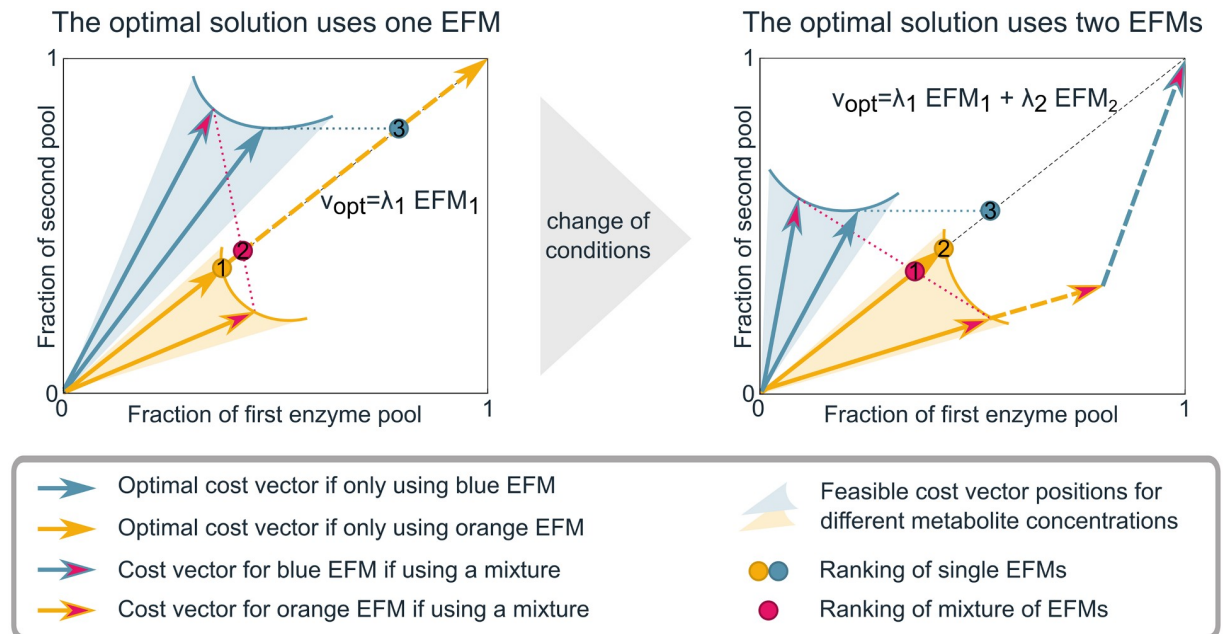 The optimal solution uses one EFM
The optimal solution uses two EFMs
1
Fraction of second pool
0
0
Fraction of first enzyme pool
1
3
2
1
vopt=λ1 EFM1
change of
conditions
1
Fraction of second pool
0
0
Fraction of first enzyme pool
1
vopt=λ1 EFM1 + λ2 EFM2
3
2
1
Optimal cost vector if only using blue EFM
Optimal cost vector if only using orange EFM
Cost vector for blue EFM if using a mixture
Cost vector for orange EFM if using a mixture
Feasible cost vector positions for
different metabolite concentrations
Ranking of single EFMs
Ranking of mixture of EFMs